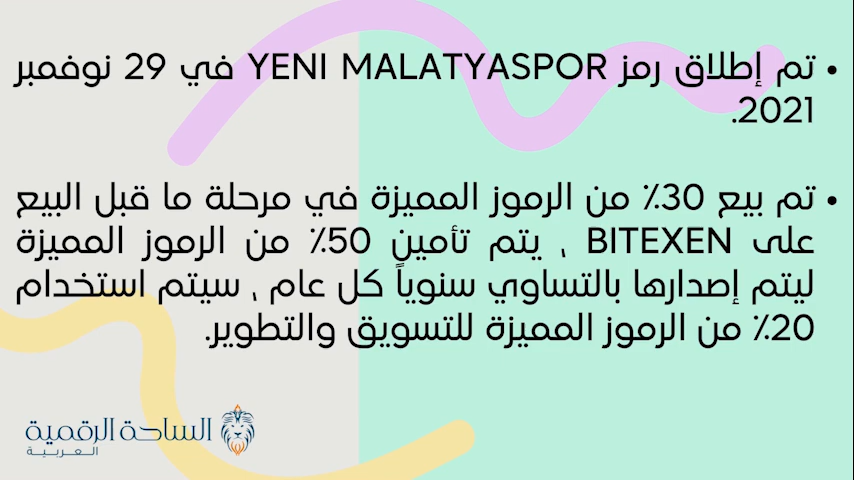 • تم إطلاق رمز YENI MALATYASPOR في 29 نوفمبر
2021.
• تم بيع 30٪ من الرموز المميزة في مرحلة ما قبل البيع
على BITEXEN ، يتم تأمين 50٪ من الرموز المميزة
ليتم إصدارها بالتساوي سنوياً كل عام ، سيتم استخدام
20٪ من الرموز المميزة للتسويق والتطوير.
الساحة الرقمية
العربية